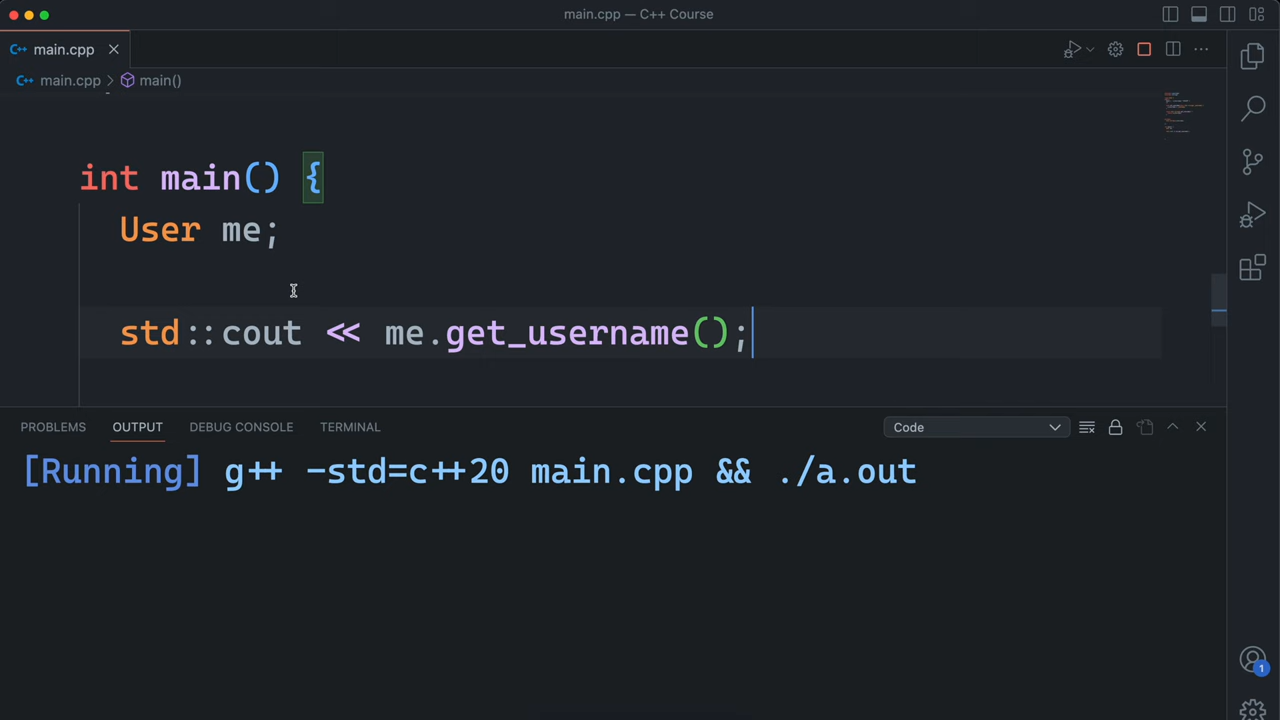 main.cpp — C++ Course
C++ main.cpp
C++ main.cpp > main()
int main() {
User me;
std::cout << me.get_username();
PROBLEMS OUTPUT DEBUG CONSOLE TERMINAL Code
[Running] g++ -std=c++20 main.cpp && ./a.out
1